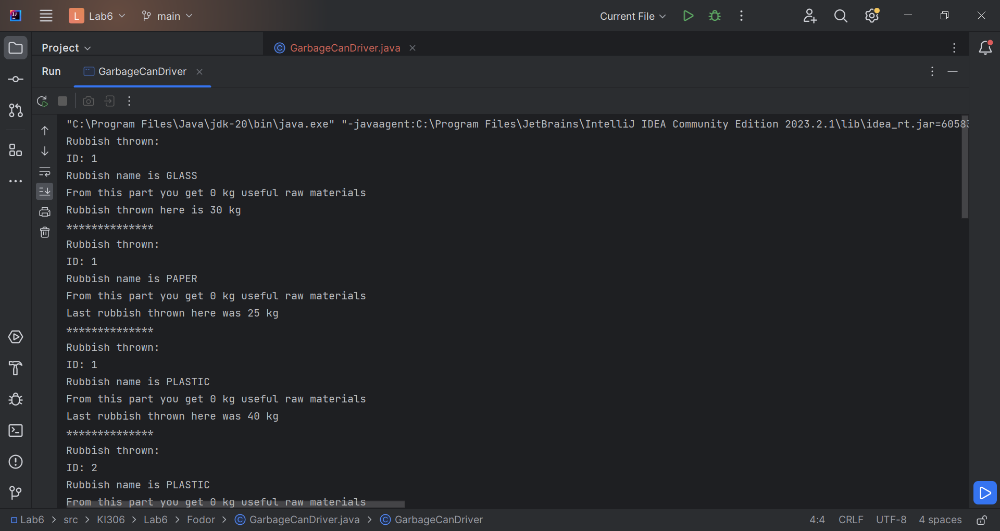 L Lab6 main Current File
Project GarbageCanDriver.java
Run GarbageCanDriver
"C:\Program Files\Java\jdk-20\bin\java.exe" "-javaagent:C:\Program Files\JetBrains\IntelliJ IDEA Community Edition 2023.2.1\lib\idea_rt.jar=60583
Rubbish thrown:
ID: 1
Rubbish name is GLASS
From this part you get 0 kg useful raw materials
Rubbish thrown here is 30 kg
**************
Rubbish thrown:
ID: 1
Rubbish name is PAPER
From this part you get 0 kg useful raw materials
Last rubbish thrown here was 25 kg
**************
Rubbish thrown:
ID: 1
Rubbish name is PLASTIC
From this part you get 0 kg useful raw materials
Last rubbish thrown here was 40 kg
**************
Rubbish thrown:
ID: 2
Rubbish name is PLASTIC
From this part you get 0 kg useful raw materials
Lab6 > src > KI306 > Lab6 > Fodor > GarbageCanDriver.java > GarbageCanDriver 4:4 CRLF UTF-8 4 spaces